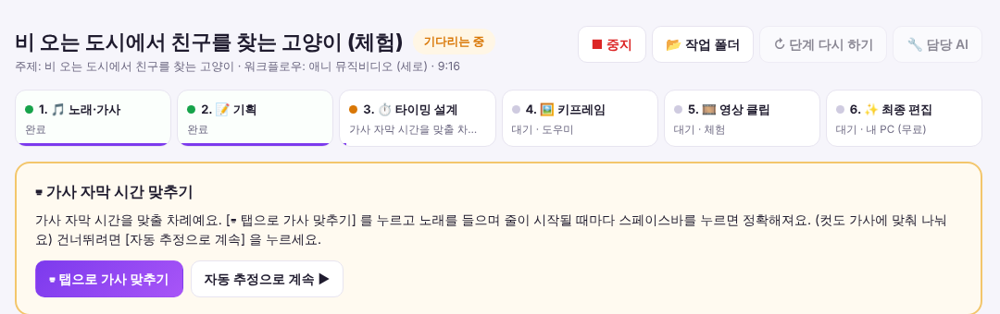 비 오는 도시에서 친구를 찾는 고양이 (체험) 기다리는 중
중지 작업 폴더 단계 다시 하기 담당 AI
주제: 비 오는 도시에서 친구를 찾는 고양이 · 워크플로우: 애니 뮤직비디오 (세로) · 9:16
1. 노래·가사
완료
2. 기획
완료
3. 타이밍 설계
가사 자막 시간을 맞출 차...
4. 키프레임
대기 · 도우미
5. 영상 클립
대기 · 체험
6. 최종 편집
대기 · 내 PC (무료)
가사 자막 시간 맞추기
가사 자막 시간을 맞출 차례예요. [탭으로 가사 맞추기] 를 누르고 노래를 들으며 줄이 시작될 때마다 스페이스바를 누르면 정확해져요. (컷도 가사에 맞춰 나눠
요) 건너뛰려면 [자동 추정으로 계속] 을 누르세요.
탭으로 가사 맞추기 자동 추정으로 계속 ▶